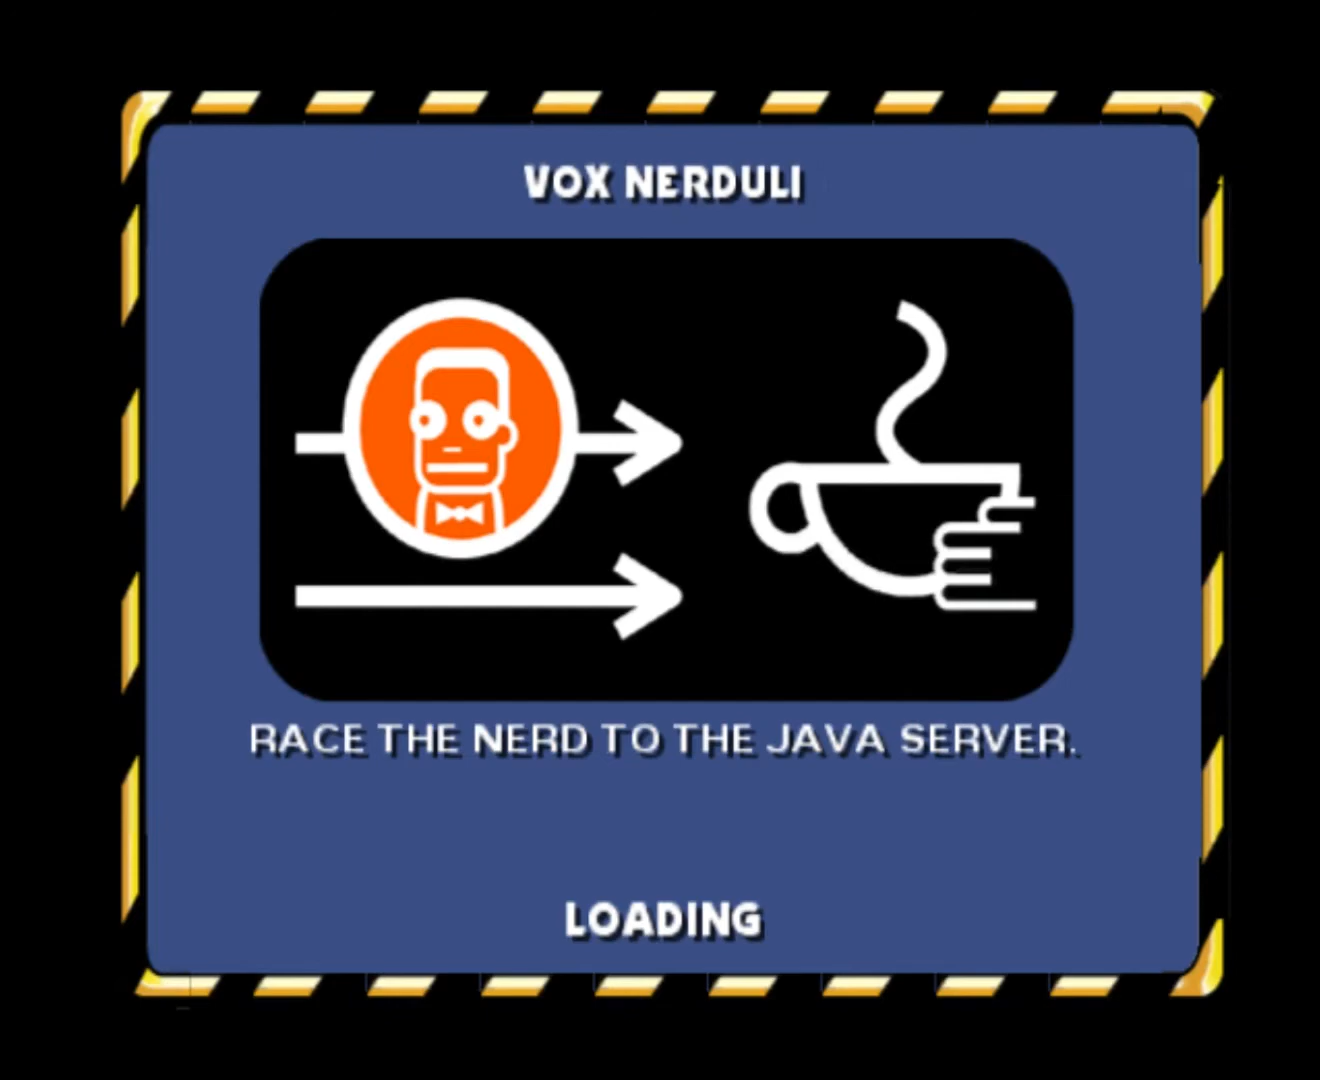 VOX NERDULI
RACE THE NERD TO THE JAVA SERVER.
LOADING